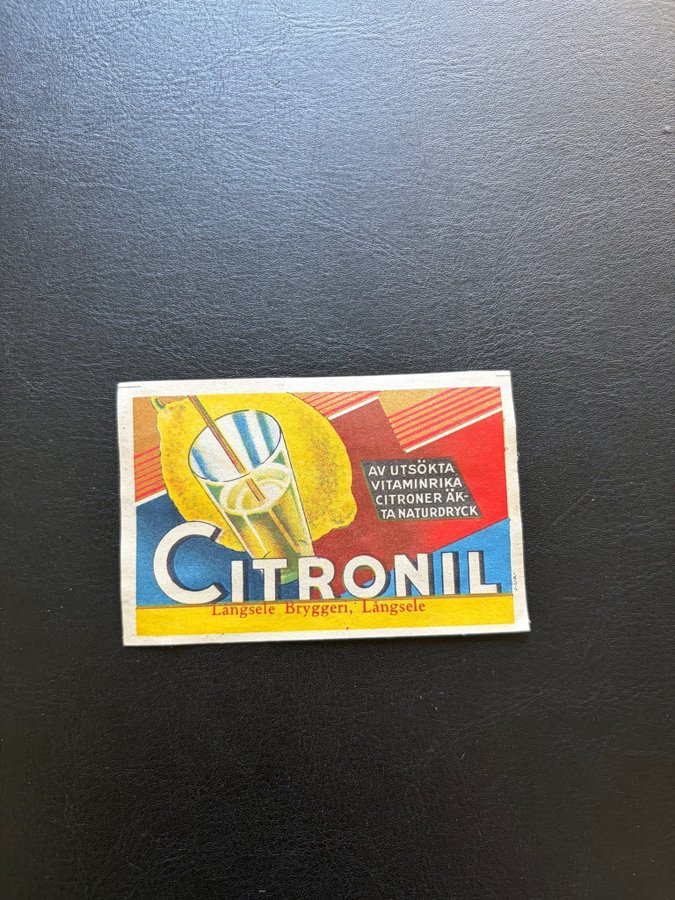 AV UTSÖKTA
VITAMINRIKA
CITRONER ÄK-
TA NATURDRYCK
CITRONIL
Långsele Bryggeri, Långsele